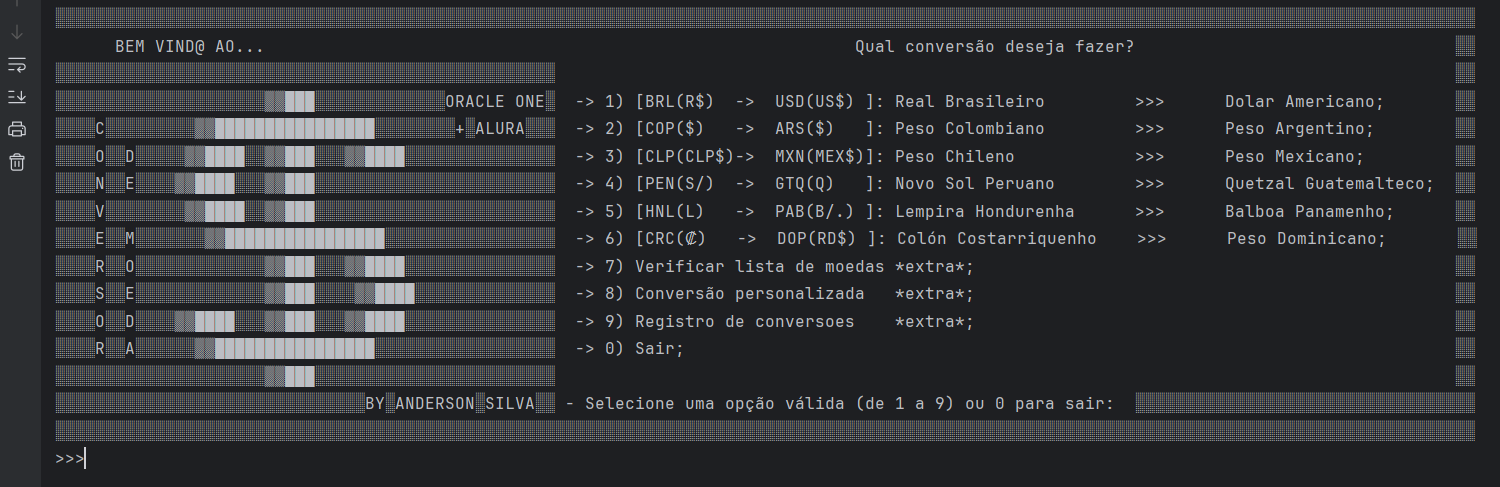 BEM VIND@ AO... Qual conversão deseja fazer?
ORACLE ONE -> 1) [BRL(R$) -> USD(US$) ]: Real Brasileiro >>> Dolar Americano;
C + ALURA -> 2) [COP($) -> ARS($) ]: Peso Colombiano >>> Peso Argentino;
O D -> 3) [CLP(CLP$)-> MXN(MEX$)]: Peso Chileno >>> Peso Mexicano;
N E -> 4) [PEN(S/) -> GTQ(Q) ]: Novo Sol Peruano >>> Quetzal Guatemalteco;
V -> 5) [HNL(L) -> PAB(B/.) ]: Lempira Hondurenha >>> Balboa Panamenho;
E M -> 6) [CRC(₡) -> DOP(RD$) ]: Colón Costarriquenho >>> Peso Dominicano;
R O -> 7) Verificar lista de moedas *extra*;
S E -> 8) Conversão personalizada *extra*;
O D -> 9) Registro de conversoes *extra*;
R A -> 0) Sair;
BY ANDERSON SILVA - Selecione uma opção válida (de 1 a 9) ou 0 para sair:
>>>